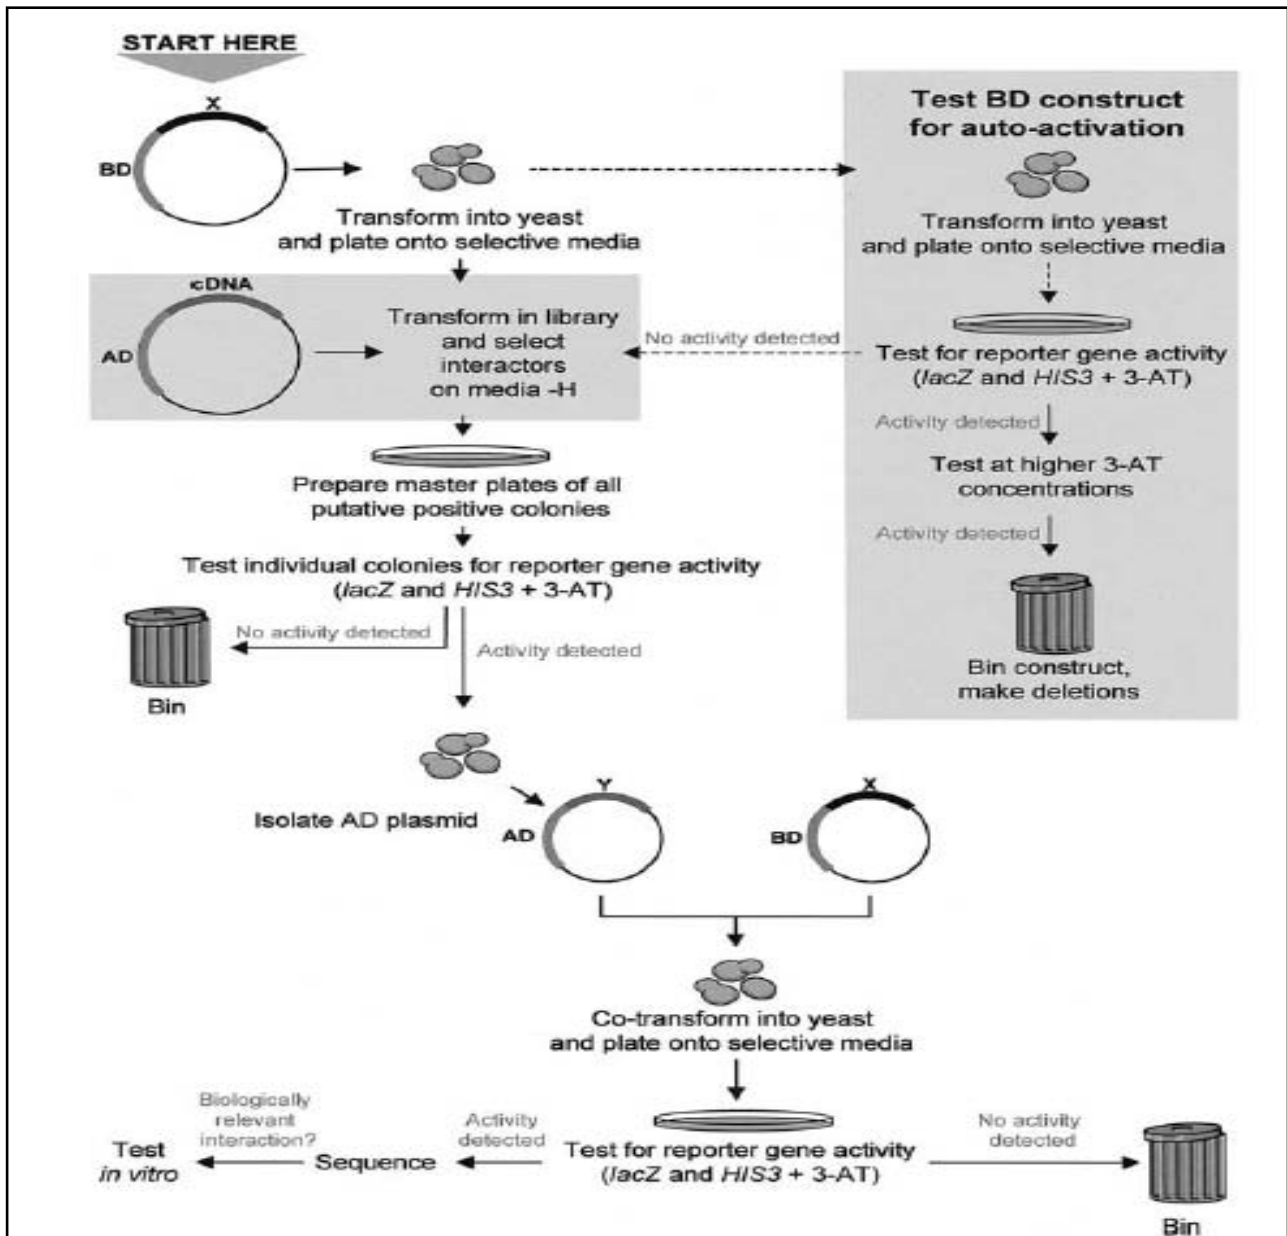 START HERE
X
BD
Transform into yeast
and plate onto selective media
Test BD construct
for auto-activation
Transform into yeast
and plate onto selective media
Test for reporter gene activity
(lacZ and HIS3 + 3-AT)
No activity detected
Activity detected
Test at higher 3-AT
concentrations
Activity detected
Bin construct,
make deletions
cDNA
AD
Transform in library
and select
interactors
on media -H
Prepare master plates of all
putative positive colonies
Test individual colonies for reporter gene activity
(lacZ and HIS3 + 3-AT)
No activity detected
Bin
Activity detected
Isolate AD plasmid
Y
AD
X
BD
Co-transform into yeast
and plate onto selective media
Test for reporter gene activity
(lacZ and HIS3 + 3-AT)
Activity
detected
Sequence
Biologically
relevant
interaction?
Test
in vitro
No activity
detected
Bin